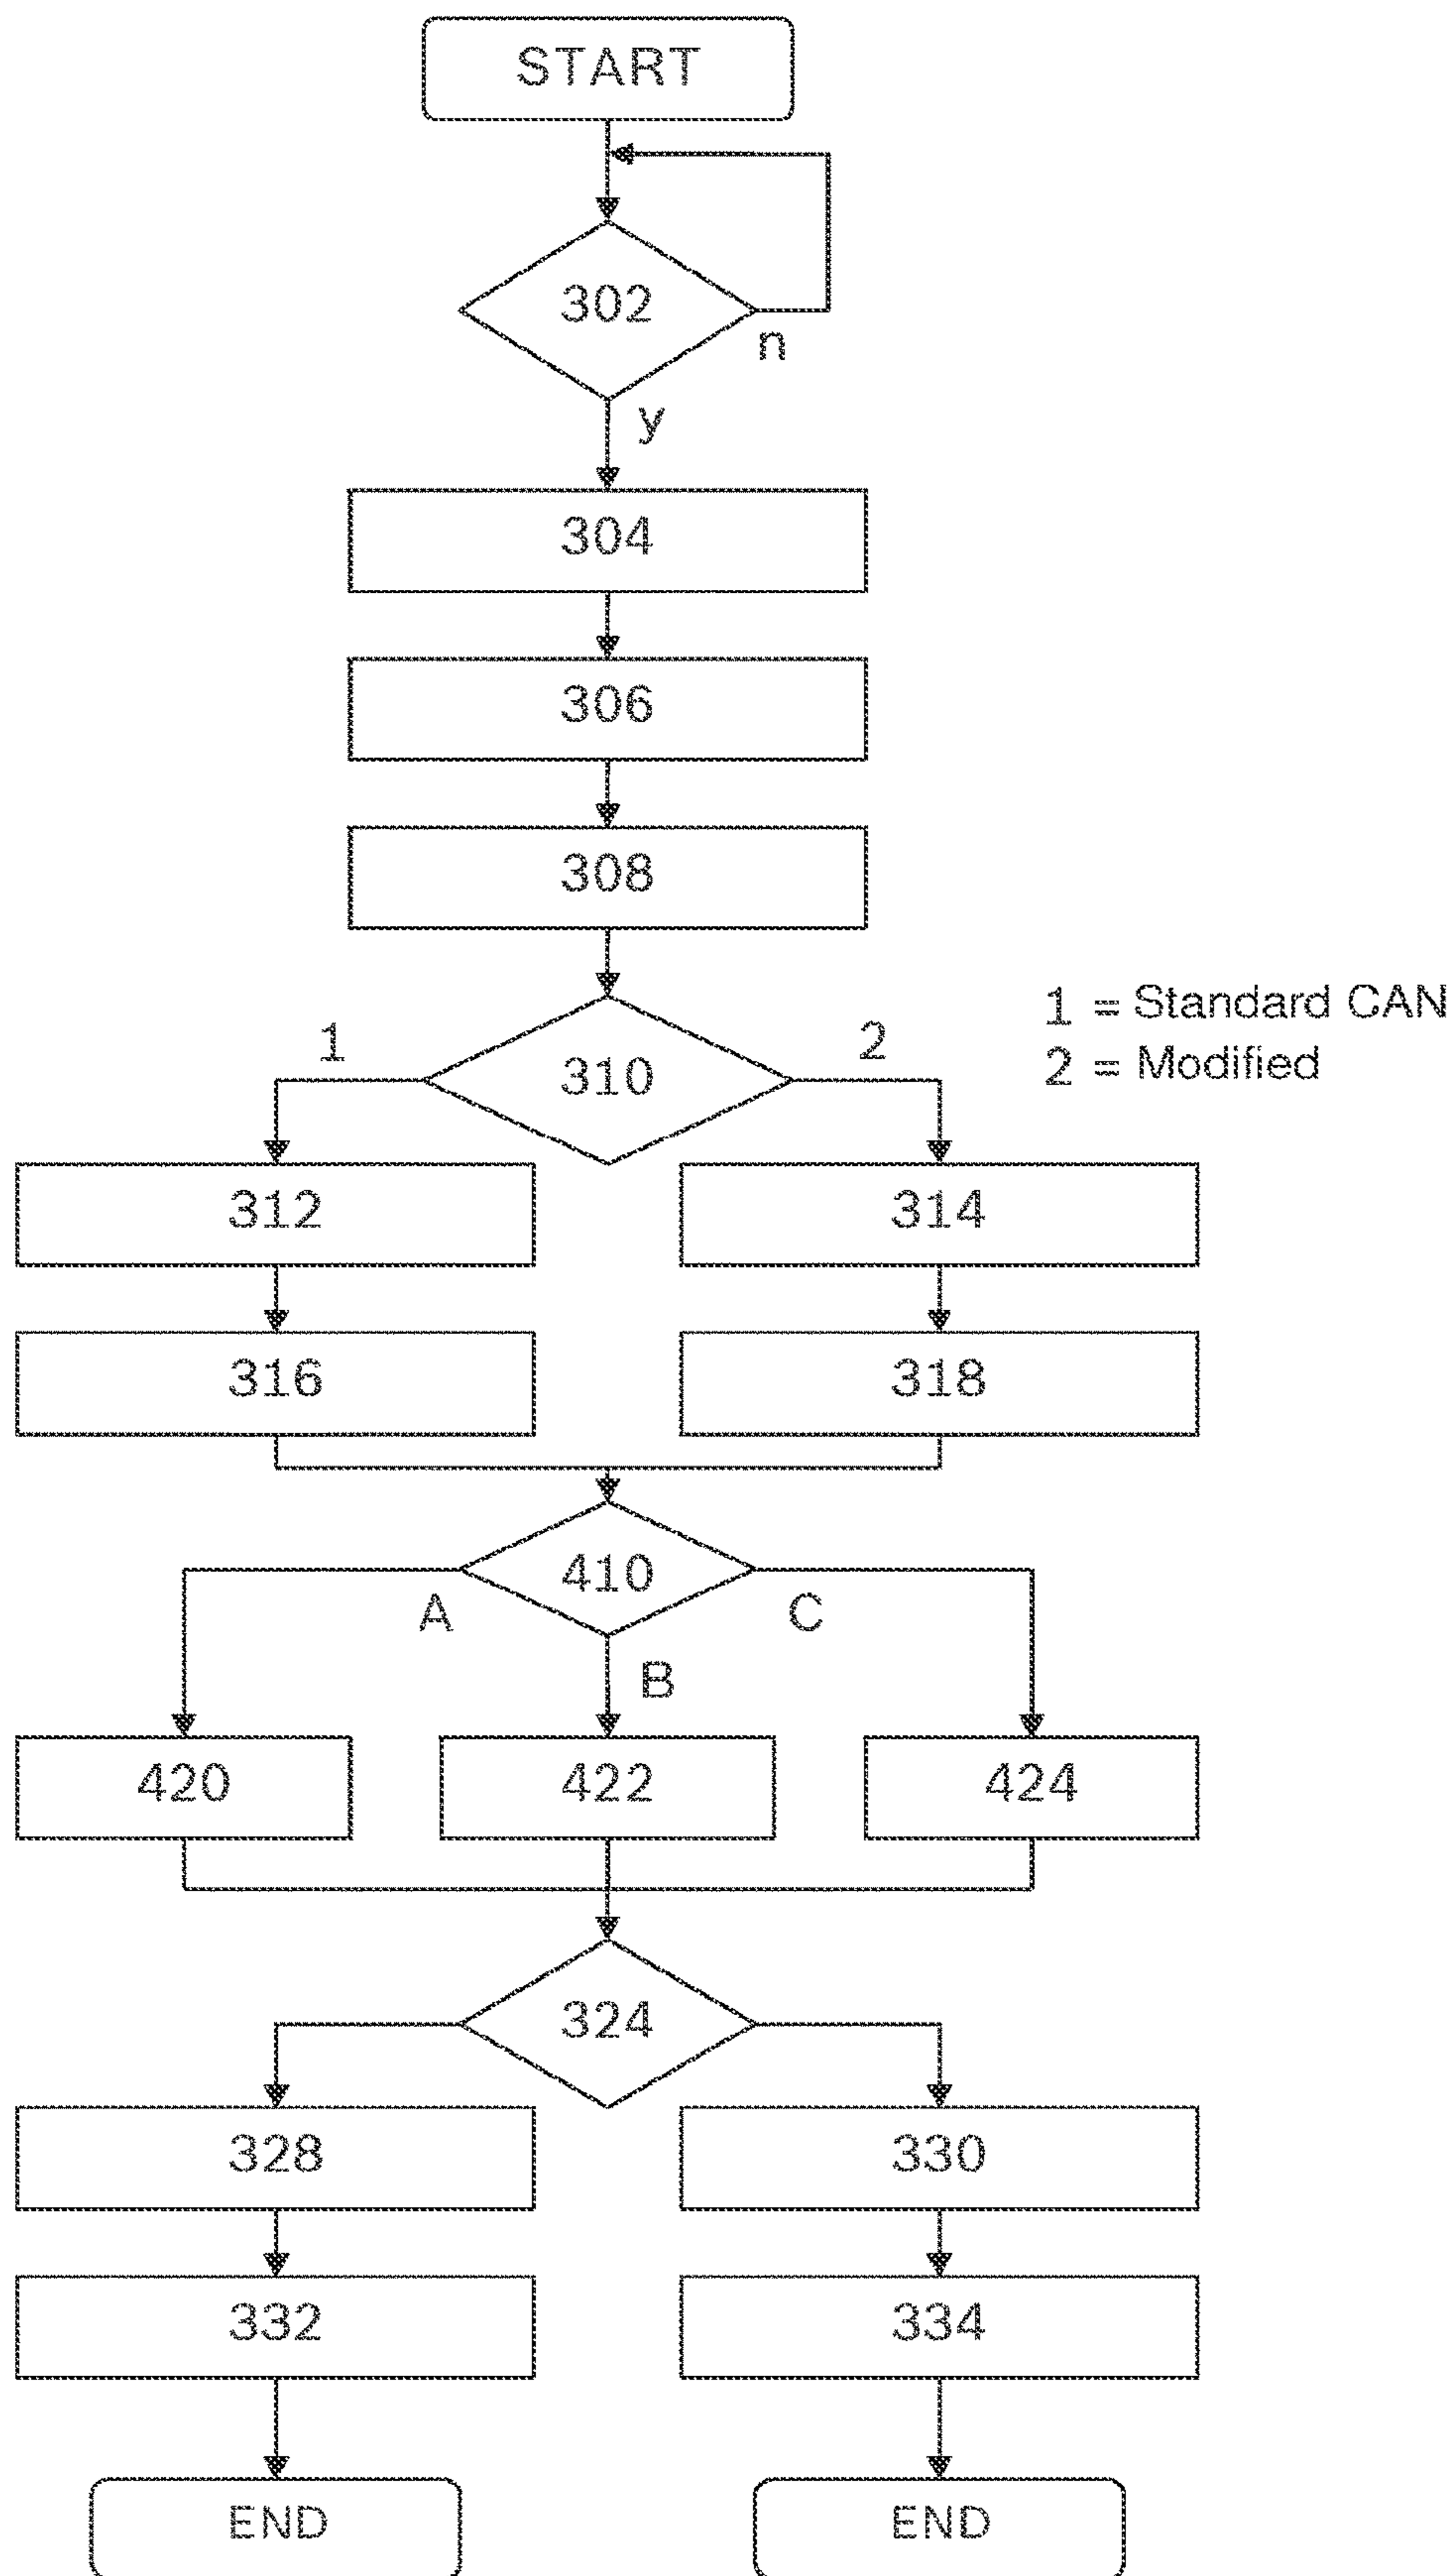 START
302
n
y
304
306
308
1 = Standard CAN
2 = Modified
1
2
310
312
314
316
318
410
A
C
B
420
422
424
324
328
330
332
334
END
END